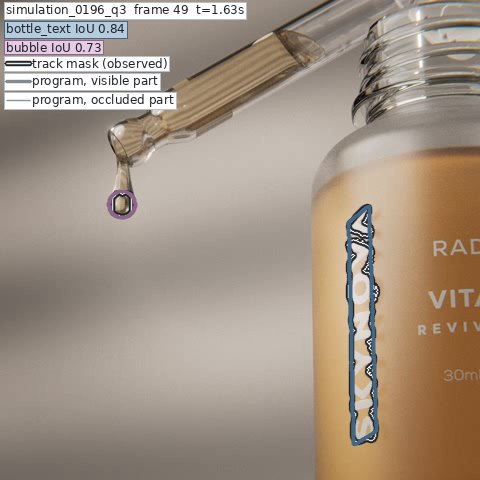 simulation_0196_q3 frame 49 t=1.63s
bottle_text IoU 0.84
bubble IoU 0.73
track mask (observed)
program, visible part
program, occluded part
RAD
VITA
REVIV
30ml